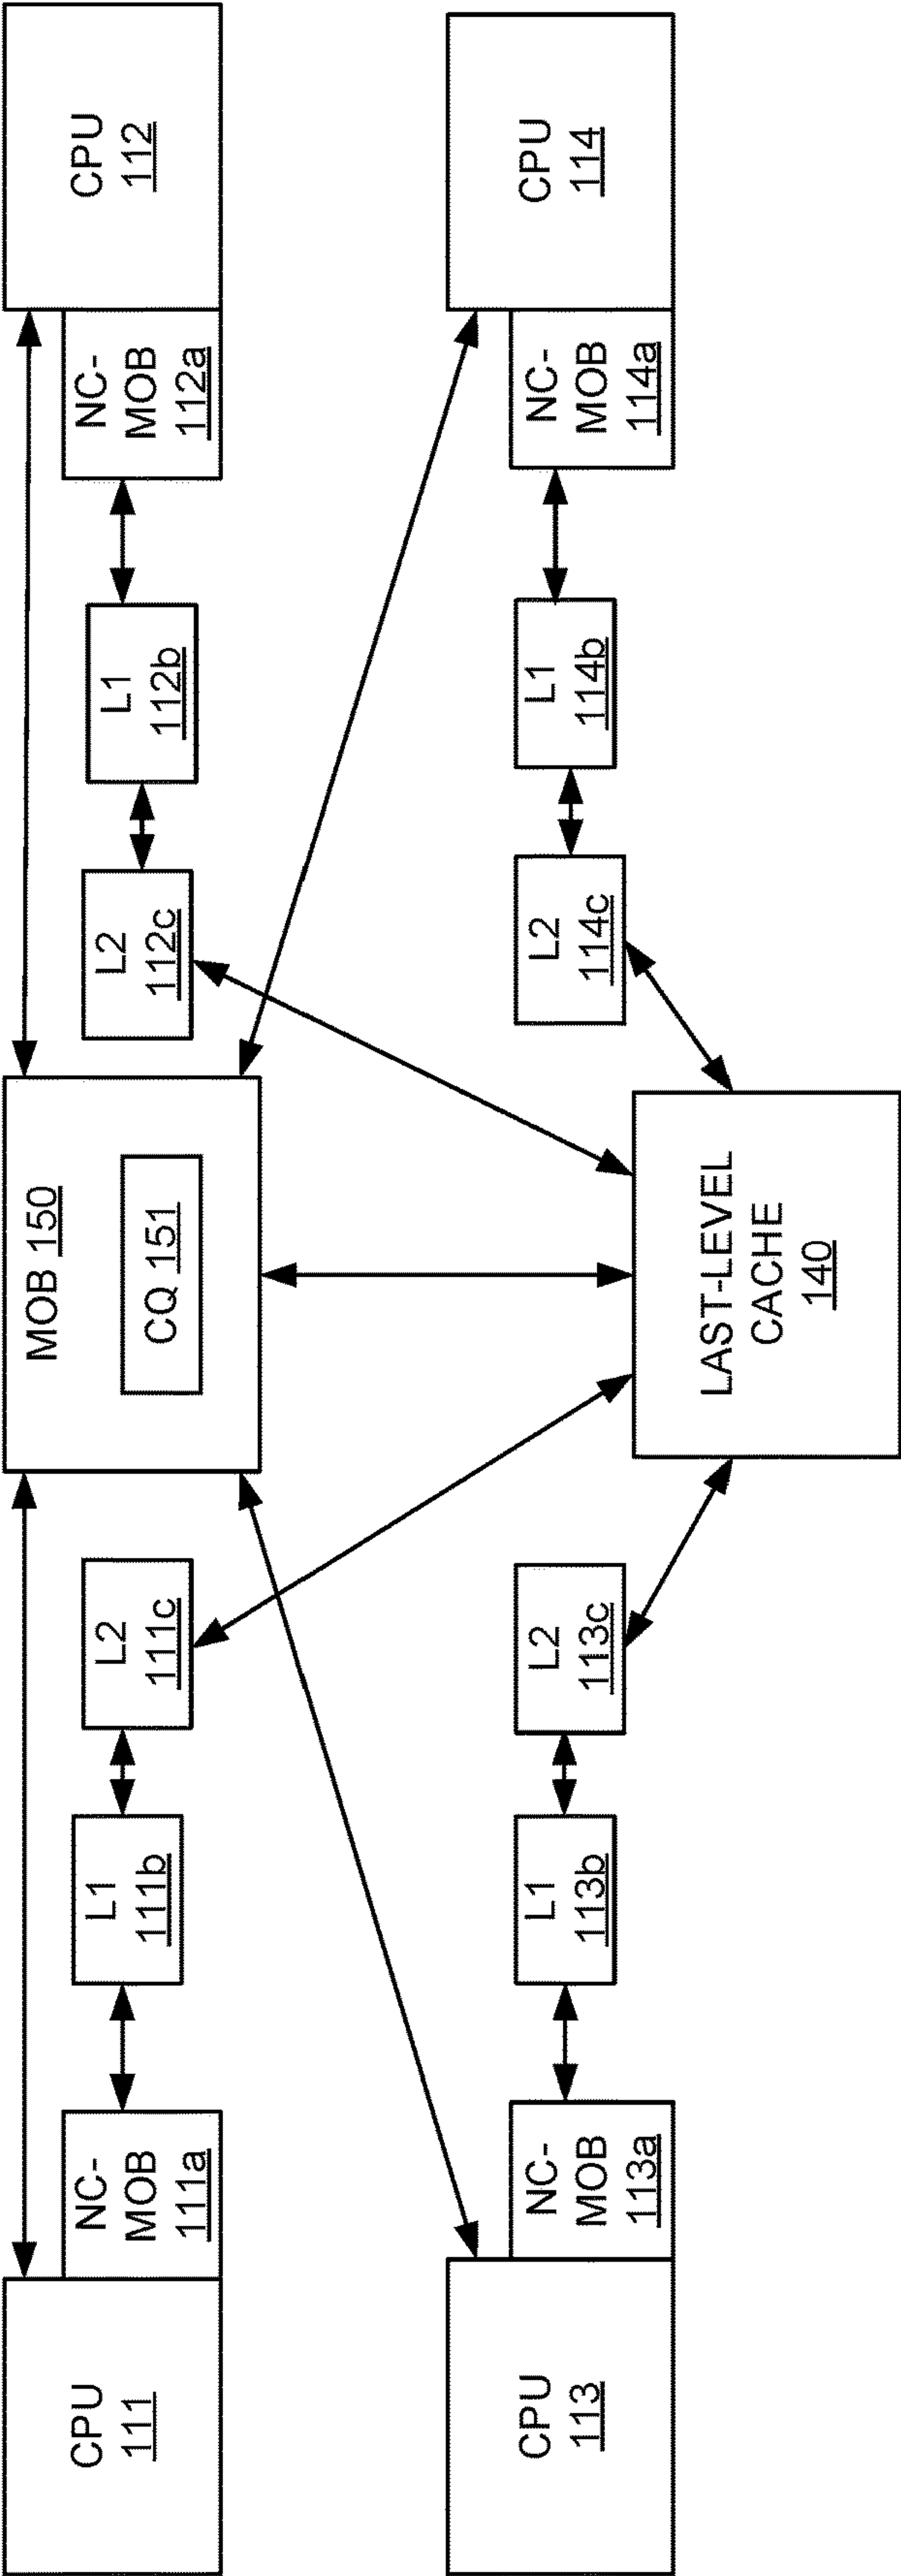 CPU
111
NC-
MOB
111a
L1
111b
L2
111c
MOB 150
CQ 151
L2
112c
L1
112b
NC-
MOB
112a
CPU
112
CPU
113
NC-
MOB
113a
L1
113b
L2
113c
LAST-LEVEL
CACHE
140
L2
114c
L1
114b
NC-
MOB
114a
CPU
114